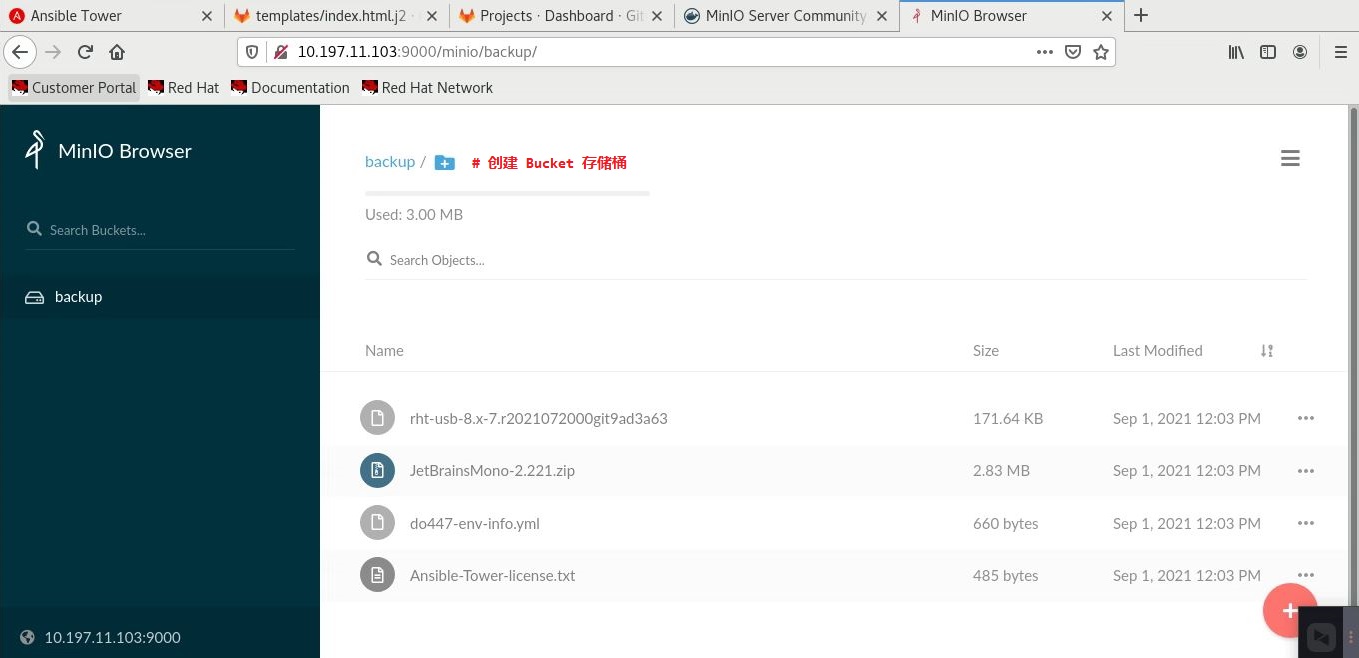 Ansible Tower
templates/index.html.j2 ·
Projects · Dashboard · Git
MinIO Server Community
MinIO Browser
10.197.11.103:9000/minio/backup/
Customer Portal
Red Hat
Documentation
Red Hat Network
MinIO Browser
Search Buckets...
backup
10.197.11.103:9000
backup /
# 创建 Bucket 存储桶
Used: 3.00 MB
Search Objects...
Name Size Last Modified
rht-usb-8.x-7.r2021072000git9ad3a63 171.64 KB Sep 1, 2021 12:03 PM
JetBrainsMono-2.221.zip 2.83 MB Sep 1, 2021 12:03 PM
do447-env-info.yml 660 bytes Sep 1, 2021 12:03 PM
Ansible-Tower-license.txt 485 bytes Sep 1, 2021 12:03 PM